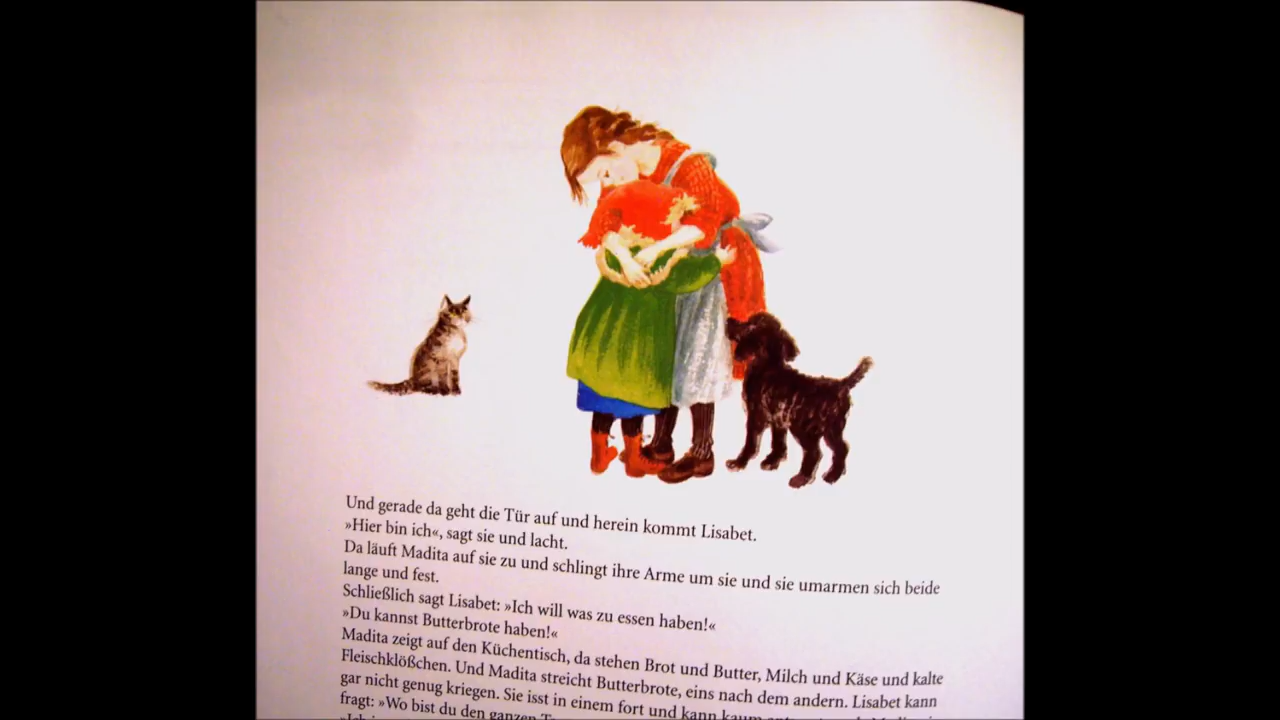 Und gerade da geht die Tür auf und herein kommt Lisabet.
»Hier bin ich«, sagt sie und lacht.
Da läuft Madita auf sie zu und schlingt ihre Arme um sie und sie umarmen sich beide
lange und fest.
Schließlich sagt Lisabet: »Ich will was zu essen haben!«
»Du kannst Butterbrote haben!«
Madita zeigt auf den Küchentisch, da stehen Brot und Butter, Milch und Käse und kalte
Fleischklößchen. Und Madita streicht Butterbrote, eins nach dem andern. Lisabet kann
gar nicht genug kriegen. Sie isst in einem fort und kann kaum
fragt: »Wo bist du den ganzen